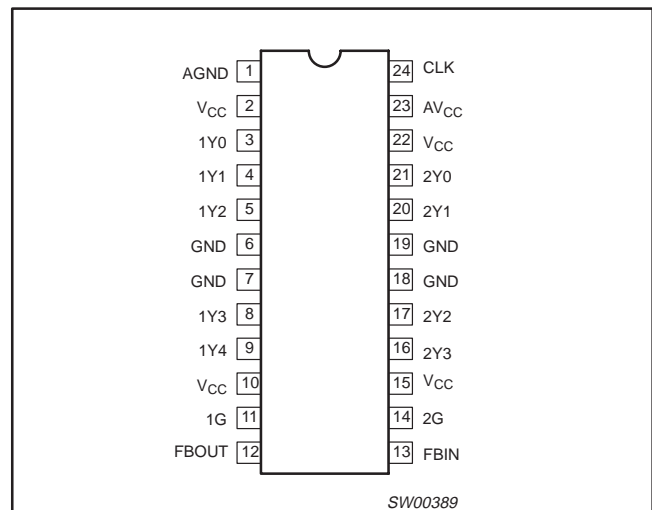 AGND 1 24 CLK
VCC 2 23 AVCC
1Y0 3 22 VCC
1Y1 4 21 2Y0
1Y2 5 20 2Y1
GND 6 19 GND
GND 7 18 GND
1Y3 8 17 2Y2
1Y4 9 16 2Y3
VCC 10 15 VCC
1G 11 14 2G
FBOUT 12 13 FBIN
SW00389